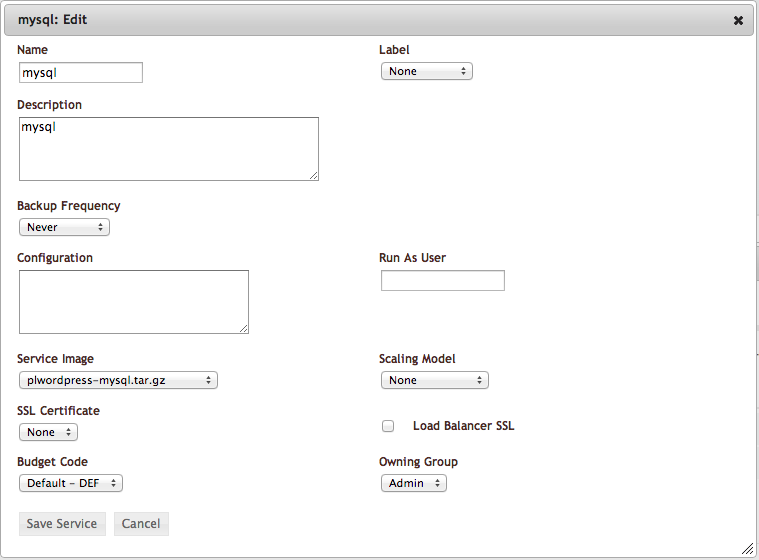 mysql: Edit
Name
Label
mysql
None
Description
mysql
Backup Frequency
Never
Configuration
Run As User
Service Image
Scaling Model
plwordpress-mysql.tar.gz
None
SSL Certificate
None
Load Balancer SSL
Budget Code
Owning Group
Default - DEF
Admin
Save Service
Cancel